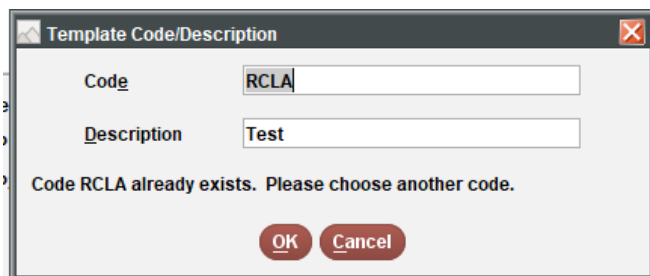 Template Code/Description
Code RCLA
Description Test
Code RCLA already exists. Please choose another code.
OK Cancel